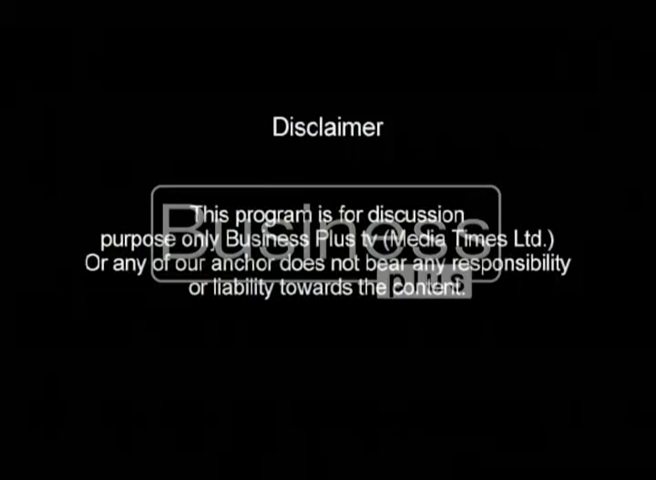 Disclaimer
Business
plus
This program is for discussion
purpose only Business Plus tv (Media Times Ltd.)
Or any of our anchor does not bear any responsibility
or liability towards the content.